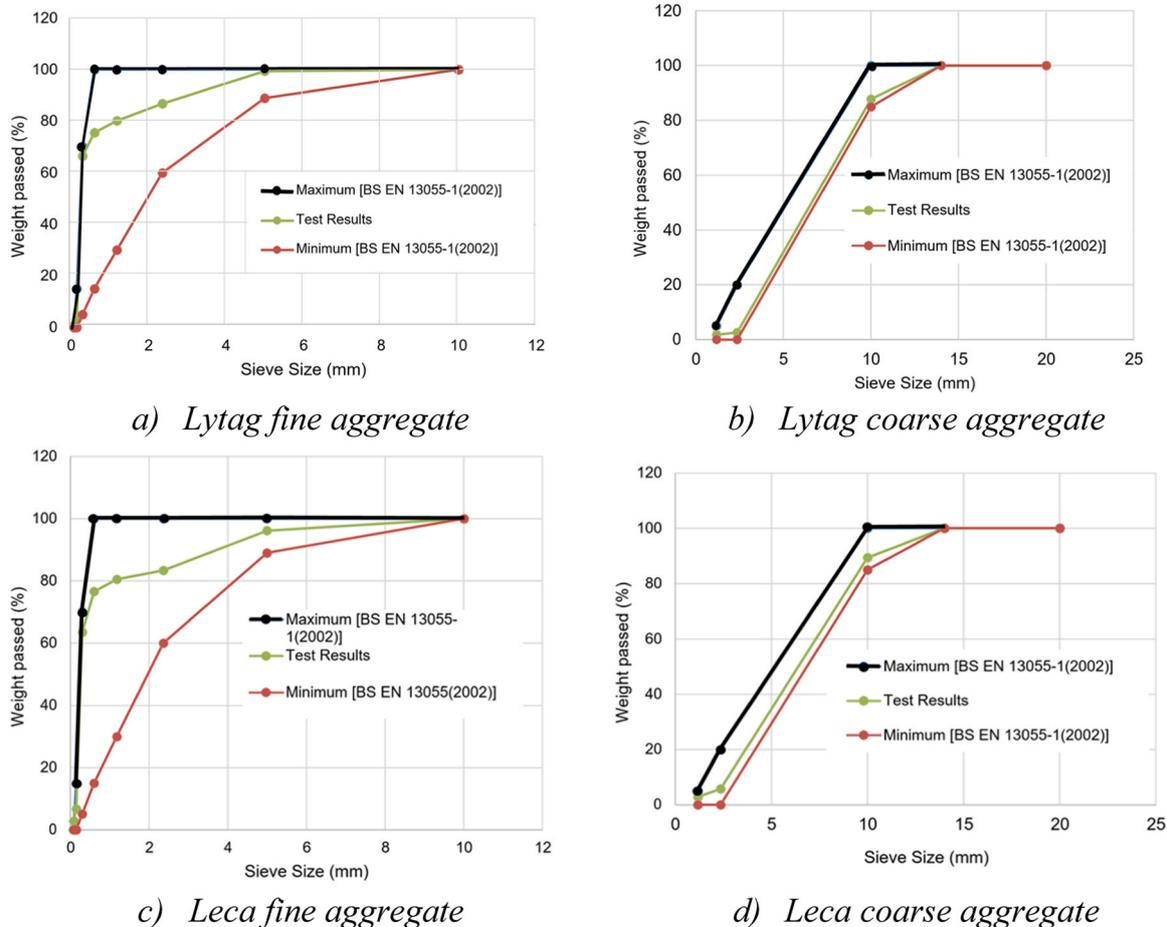 120
100
80
60
40
20
0
Weight passed (%)
0 2 4 6 8 10 12
Sieve Size (mm)
Maximum [BS EN 13055-1(2002)]
Test Results
Minimum [BS EN 13055-1(2002)]
a) Lytag fine aggregate
120
100
80
60
40
20
0
Weight passed (%)
0 5 10 15 20 25
Sieve Size (mm)
Maximum [BS EN 13055-1(2002)]
Test Results
Minimum [BS EN 13055-1(2002)]
b) Lytag coarse aggregate
120
100
80
60
40
20
0
Weight passed (%)
0 2 4 6 8 10 12
Sieve Size (mm)
Maximum [BS EN 13055-
1(2002)]
Test Results
Minimum [BS EN 13055(2002)]
c) Leca fine aggregate
120
100
80
60
40
20
0
Weight passed (%)
0 5 10 15 20 25
Sieve Size (mm)
Maximum [BS EN 13055-1(2002)]
Test Results
Minimum [BS EN 13055-1(2002)]
d) Leca coarse aggregate